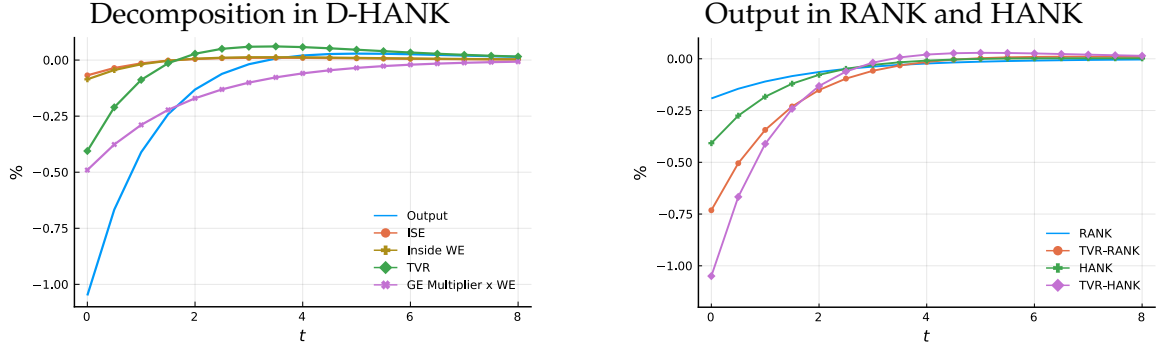 Decomposition in D-HANK
0.00
−0.25
−0.50
−0.75
−1.00
%
Output
ISE
Inside WE
TVR
GE Multiplier x WE
0 2 4 6 8
t
Output in RANK and HANK
0.00
−0.25
−0.50
−0.75
−1.00
%
RANK
TVR-RANK
HANK
TVR-HANK
0 2 4 6 8
t